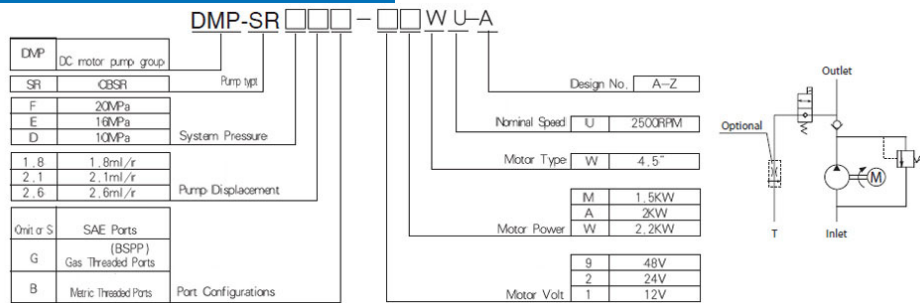 DMP-SR□□□-□□WU-A
DMP DC motor pump group
SR CBSR Pump typt
F 20MPa
E 16MPa
D 10MPa System Pressure
1.8 1.8ml/r
2.1 2.1ml/r
2.6 2.6ml/r Pump Displacement
Omit or S SAE Ports
G (BSPP)
Gas Threaded Ports
B Metric Threaded Ports Port Configurations
Design No. A-Z
Nominal Speed U 2500RPM
Motor Type W 4.5"
M 1.5KW
A 2KW
Motor Power W 2.2KW
9 48V
2 24V
Motor Volt 1 12V
Outlet
Optional
M
T Inlet